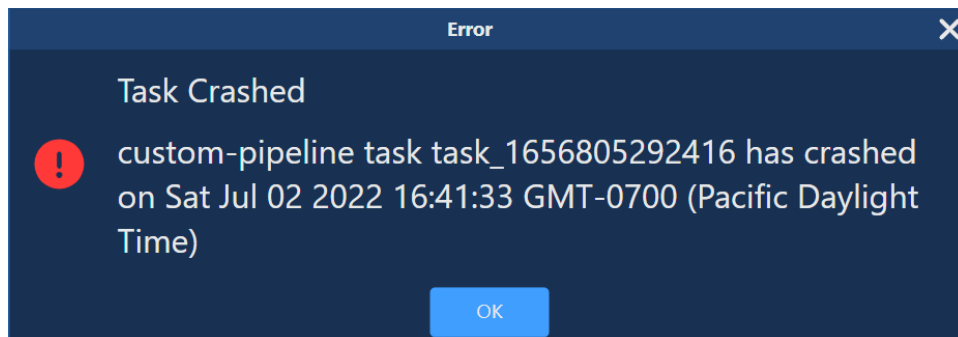 Error
Task Crashed
custom-pipeline task task_1656805292416 has crashed
on Sat Jul 02 2022 16:41:33 GMT-0700 (Pacific Daylight
Time)
OK